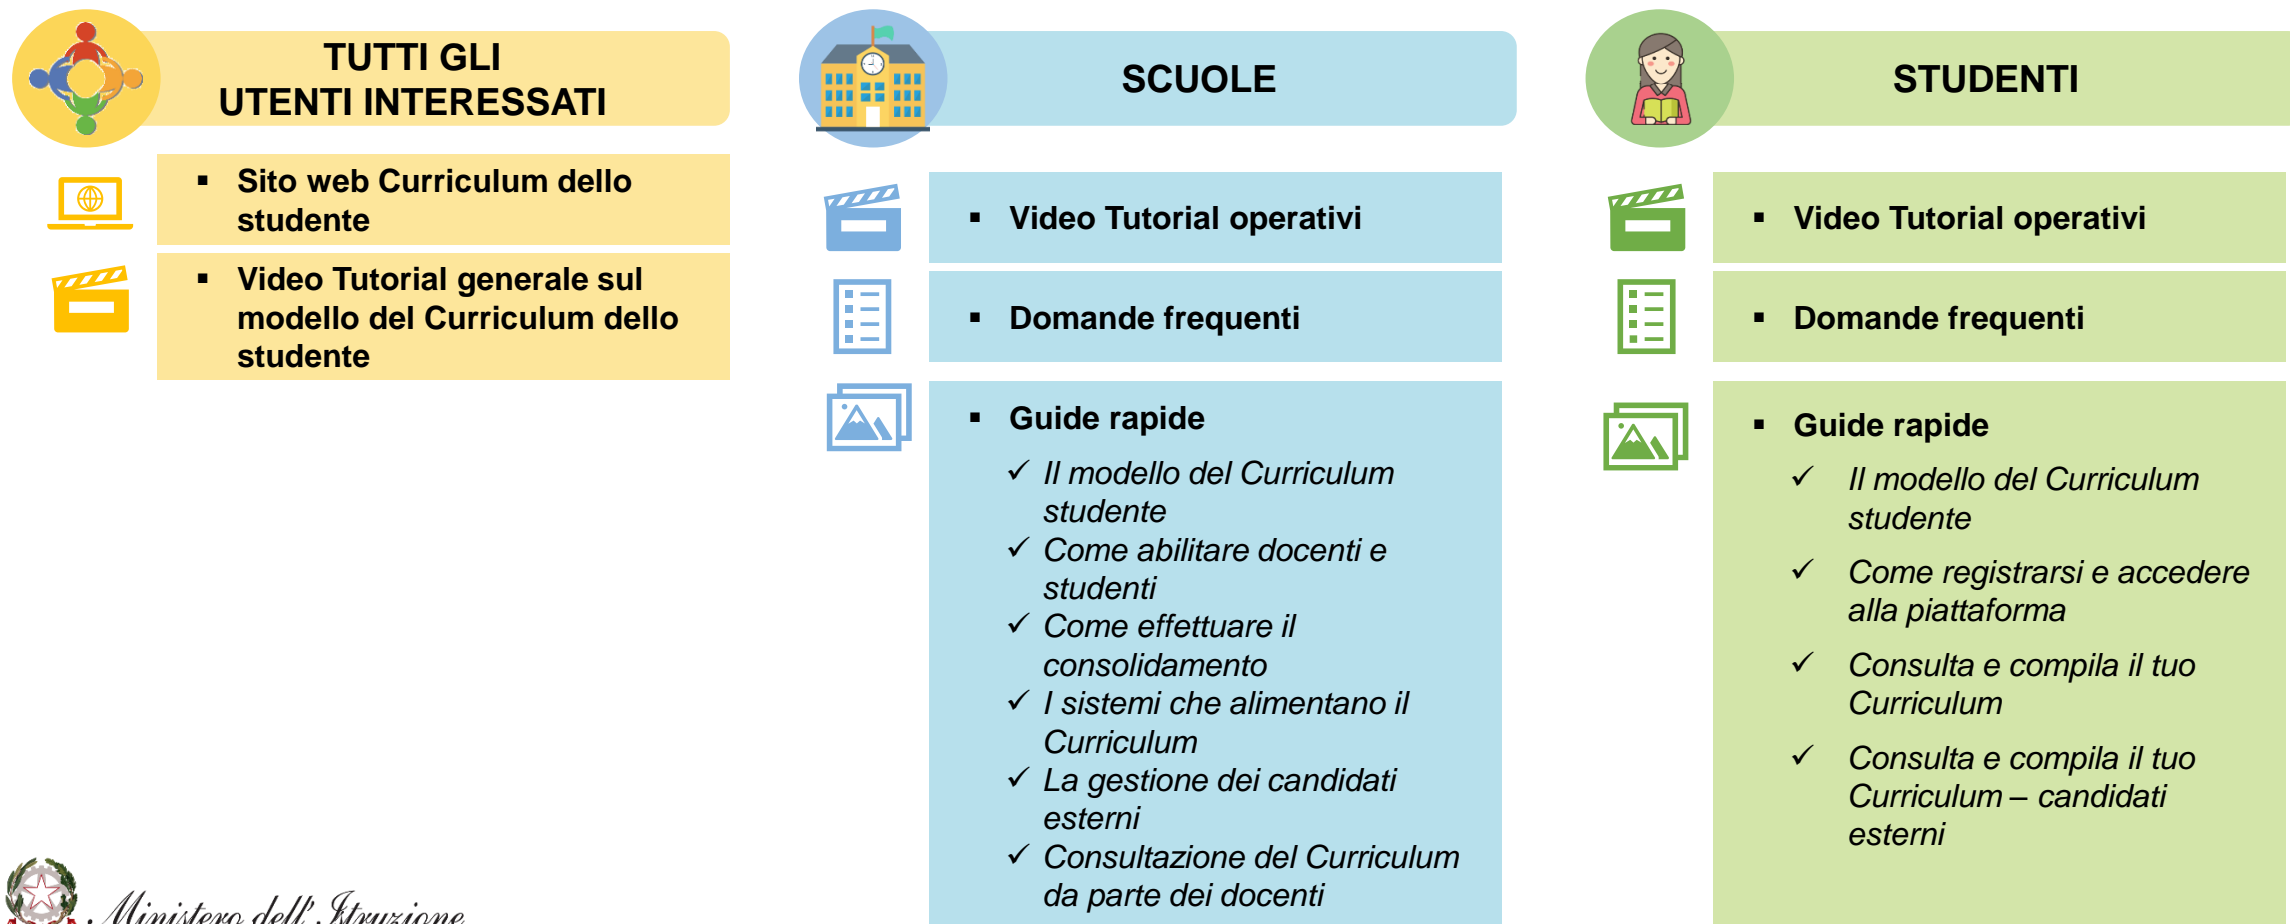 TUTTI GLI
UTENTI INTERESSATI
▪ Sito web Curriculum dello
studente
▪ Video Tutorial generale sul
modello del Curriculum dello
studente
SCUOLE
▪ Video Tutorial operativi
▪ Domande frequenti
▪ Guide rapide
✓ Il modello del Curriculum
studente
✓ Come abilitare docenti e
studenti
✓ Come effettuare il
consolidamento
✓ I sistemi che alimentano il
Curriculum
✓ La gestione dei candidati
esterni
✓ Consultazione del Curriculum
da parte dei docenti
STUDENTI
▪ Video Tutorial operativi
▪ Domande frequenti
▪ Guide rapide
✓ Il modello del Curriculum
studente
✓ Come registrarsi e accedere
alla piattaforma
✓ Consulta e compila il tuo
Curriculum
✓ Consulta e compila il tuo
Curriculum – candidati
esterni
Ministero dell'Istruzione